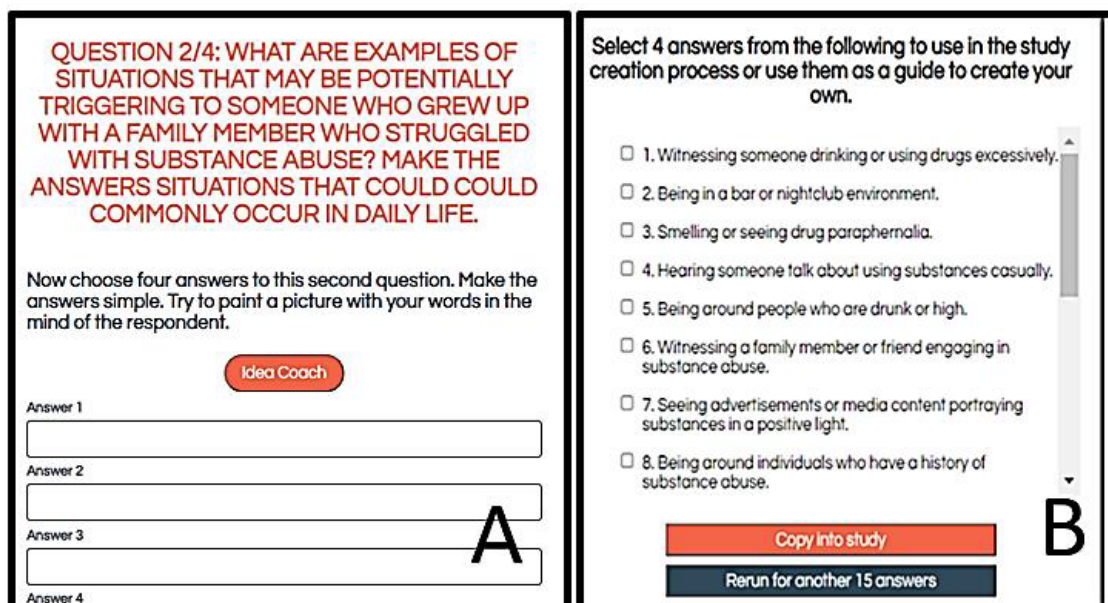 QUESTION 2/4: WHAT ARE EXAMPLES OF
SITUATIONS THAT MAY BE POTENTIALLY
TRIGGERING TO SOMEONE WHO GREW UP
WITH A FAMILY MEMBER WHO STRUGGLED
WITH SUBSTANCE ABUSE? MAKE THE
ANSWERS SITUATIONS THAT COULD COULD
COMMONLY OCCUR IN DAILY LIFE.
Now choose four answers to this second question. Make the
answers simple. Try to paint a picture with your words in the
mind of the respondent.
Idea Coach
Answer 1
Answer 2
Answer 3
Answer 4
A
Select 4 answers from the following to use in the study
creation process or use them as a guide to create your
own.
1. Witnessing someone drinking or using drugs excessively.
2. Being in a bar or nightclub environment.
3. Smelling or seeing drug paraphernalia.
4. Hearing someone talk about using substances casually.
5. Being around people who are drunk or high.
6. Witnessing a family member or friend engaging in
substance abuse.
7. Seeing advertisements or media content portraying
substances in a positive light.
8. Being around individuals who have a history of
substance abuse.
Copy into study
Rerun for another 15 answers
B